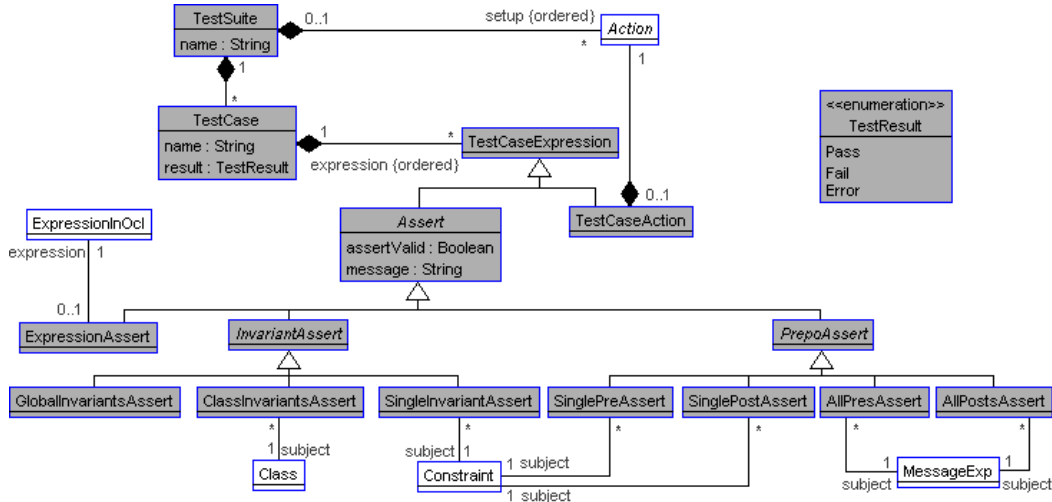 TestSuite
name : String
0..1
setup {ordered}
*
Action
1
1
*
TestCase
name : String
result : TestResult
1
expression {ordered}
*
TestCaseExpression
<<enumeration>>
TestResult
Pass
Fail
Error
0..1
TestCaseAction
Assert
assertValid : Boolean
message : String
ExpressionInOcl
expression
1
0..1
ExpressionAssert
InvariantAssert
PrepoAssert
GlobalInvariantsAssert
ClassInvariantsAssert
SingleInvariantAssert
SinglePreAssert
SinglePostAssert
AllPresAssert
AllPostsAssert
*
*
*
*
*
*
1 subject
subject
1
1 subject
1
1
Class
Constraint
MessageExp
subject
subject
1 subject